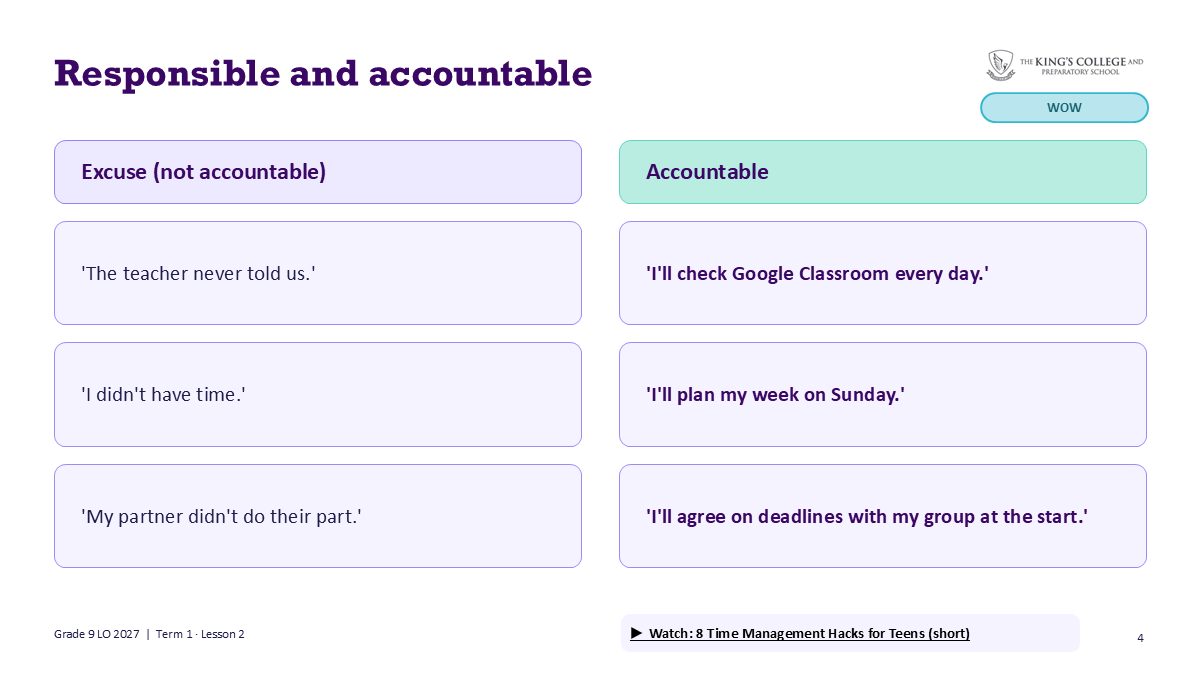 Responsible and accountable
THE KING'S COLLEGE AND
PREPARATORY SCHOOL
WOW
Excuse (not accountable)
Accountable
'The teacher never told us.'
'I'll check Google Classroom every day.'
'I didn't have time.'
'I'll plan my week on Sunday.'
'My partner didn't do their part.'
'I'll agree on deadlines with my group at the start.'
Grade 9 LO 2027 | Term 1 · Lesson 2
▶ Watch: 8 Time Management Hacks for Teens (short)
4